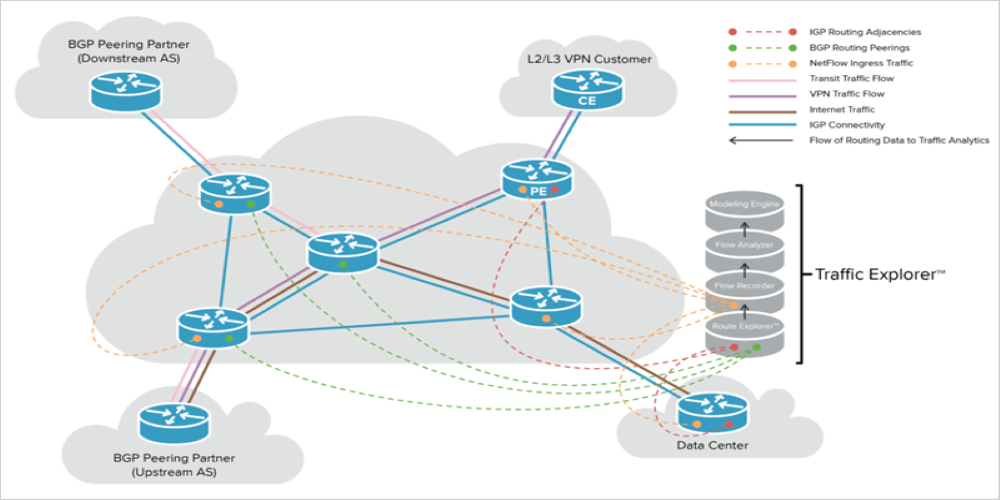 BGP Peering Partner
(Downstream AS)
L2/L3 VPN Customer
CE
PE
IGP Routing Adjacencies
BGP Routing Peerings
NetFlow Ingress Traffic
Transit Traffic Flow
VPN Traffic Flow
Internet Traffic
IGP Connectivity
Flow of Routing Data to Traffic Analytics
Modeling Engine
Flow Analyzer
Flow Recorder
Route Explorer™
Traffic Explorer™
BGP Peering Partner
(Upstream AS)
Data Center